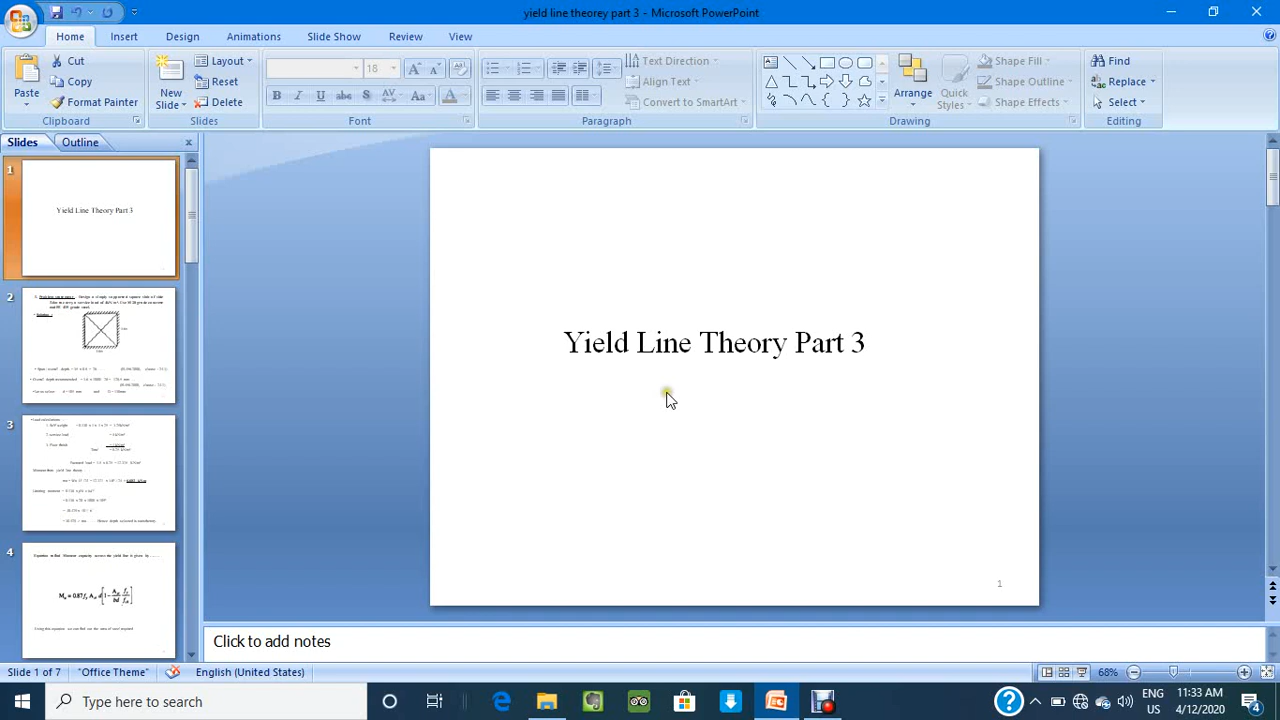 yield line theorey part 3 - Microsoft PowerPoint
Home Insert Design Animations Slide Show Review View
Paste Cut Copy Format Painter
Clipboard
New Slide Layout Reset Delete
Slides
18
B I U abc S AV Aa A
Font
Text Direction
Align Text
Convert to SmartArt
Paragraph
Arrange Quick Styles
Shape Fill
Shape Outline
Shape Effects
Drawing
Find
Replace
Select
Editing
Slides Outline
1
Yield Line Theory Part 3
2
3
4
Yield Line Theory Part 3
1
Click to add notes
Slide 1 of 7 "Office Theme" English (United States) 68%
Type here to search
ENG US
11:33 AM
4/12/2020
4